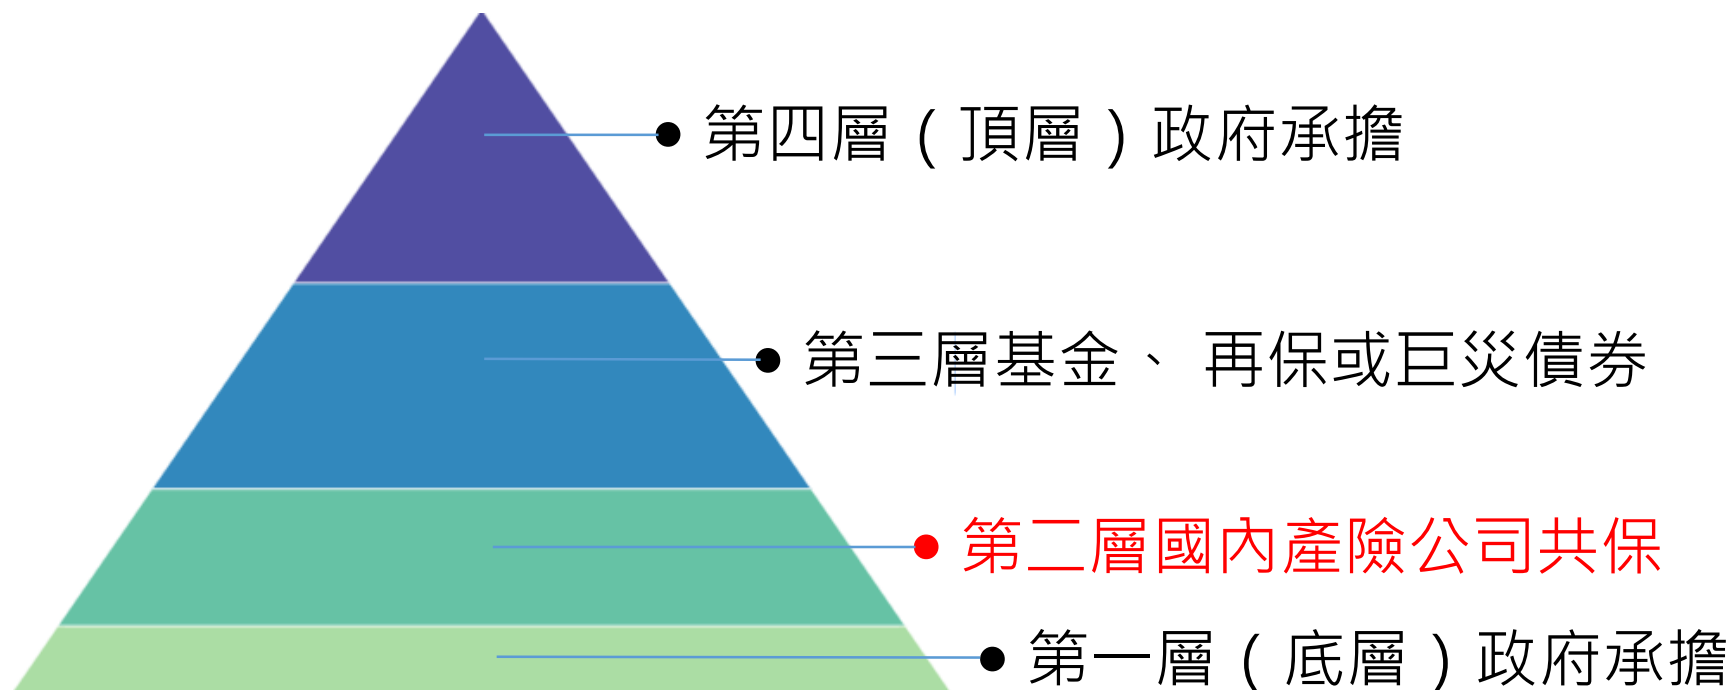 第四層(頂層)政府承擔
第三層基金、 再保或巨災債券
第二層國內產險公司共保
第一層(底層)政府承擔